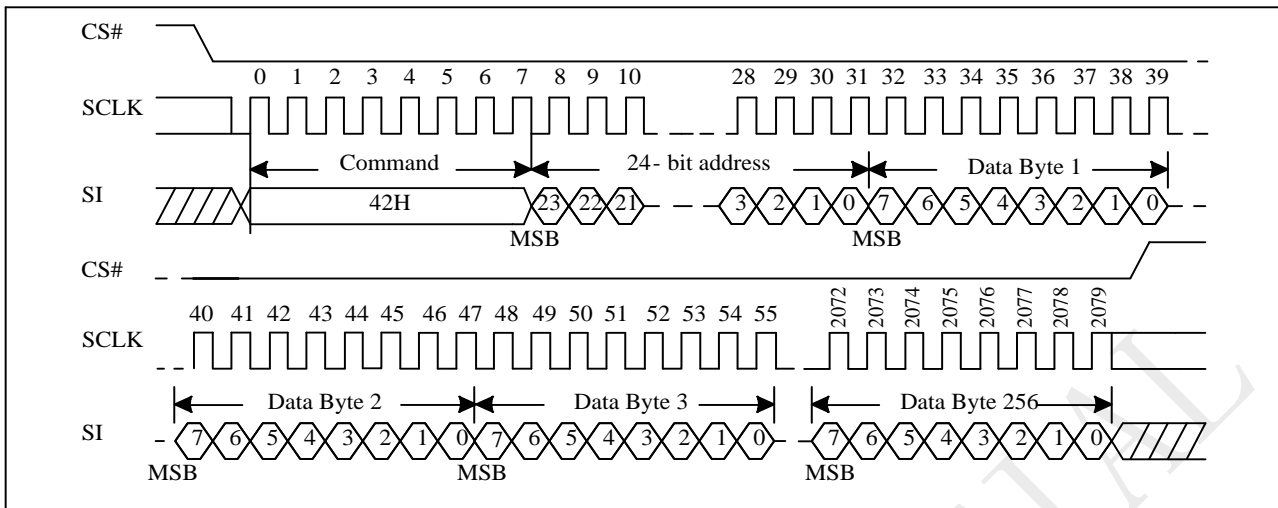 CS#
0 1 2 3 4 5 6 7 8 9 10 28 29 30 31 32 33 34 35 36 37 38 39
SCLK
Command 24- bit address Data Byte 1
SI 42H 23 22 21 3 2 1 0 7 6 5 4 3 2 1 0
MSB MSB
CS#
40 41 42 43 44 45 46 47 48 49 50 51 52 53 54 55 2072 2073 2074 2075 2076 2077 2078 2079
SCLK
Data Byte 2 Data Byte 3 Data Byte 256
SI 7 6 5 4 3 2 1 0 7 6 5 4 3 2 1 0 7 6 5 4 3 2 1 0
MSB MSB MSB